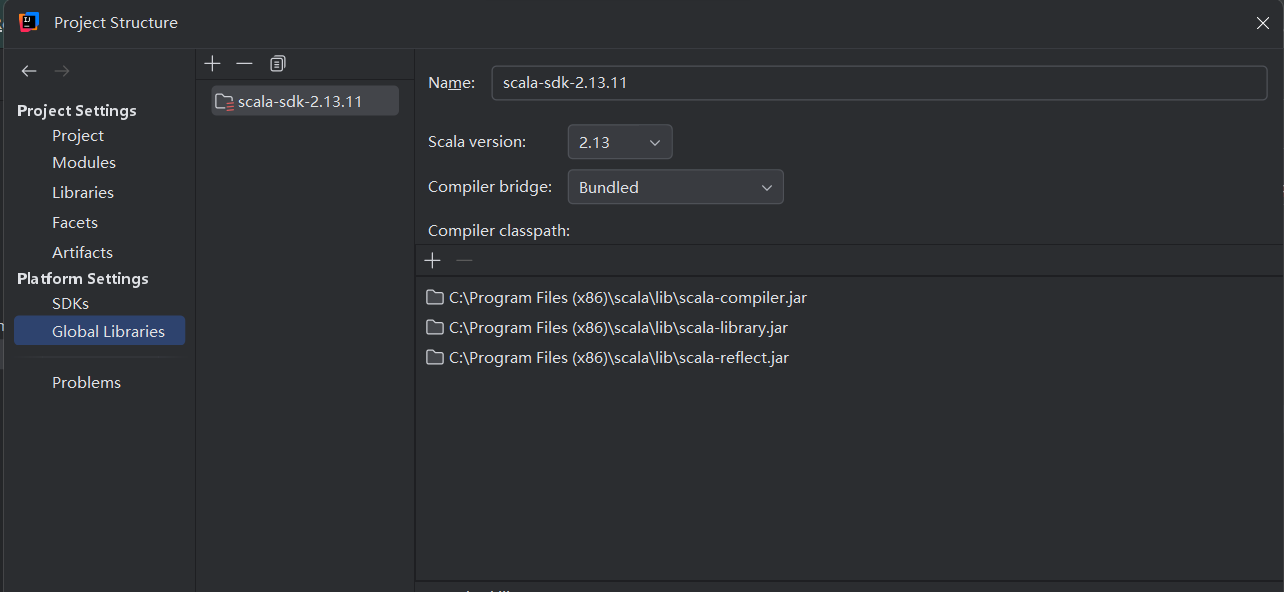 Project Structure
Project Settings
Project
Modules
Libraries
Facets
Artifacts
Platform Settings
SDKs
Global Libraries
Problems
scala-sdk-2.13.11
Name: scala-sdk-2.13.11
Scala version: 2.13
Compiler bridge: Bundled
Compiler classpath:
C:\Program Files (x86)\scala\lib\scala-compiler.jar
C:\Program Files (x86)\scala\lib\scala-library.jar
C:\Program Files (x86)\scala\lib\scala-reflect.jar